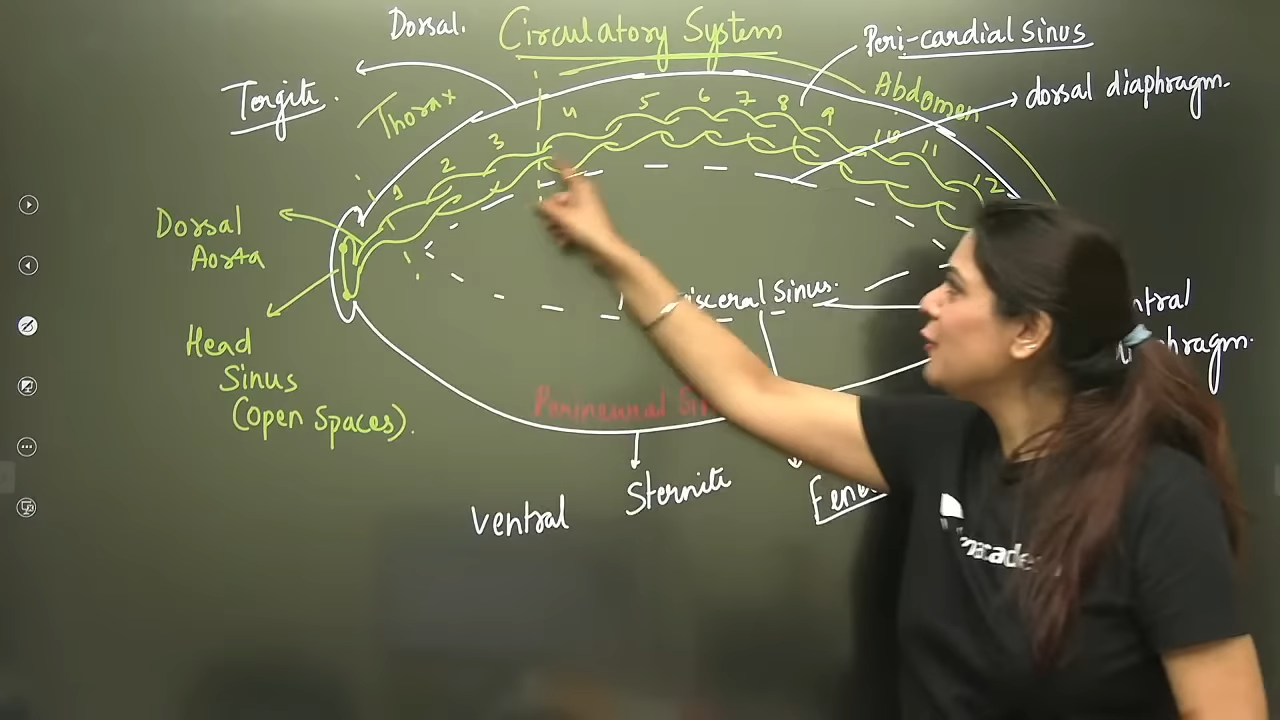 Dorsal.
Circulatory System
Peri-cardial Sinus
Tergite.
Thorax
Abdomen
dorsal diaphragm.
1 2 3 4 5 6 7 8 9 10 11 12
Dorsal
Aorta
Head
Sinus
(open Spaces).
Sinus.
Perineural
Sternite
Ventral